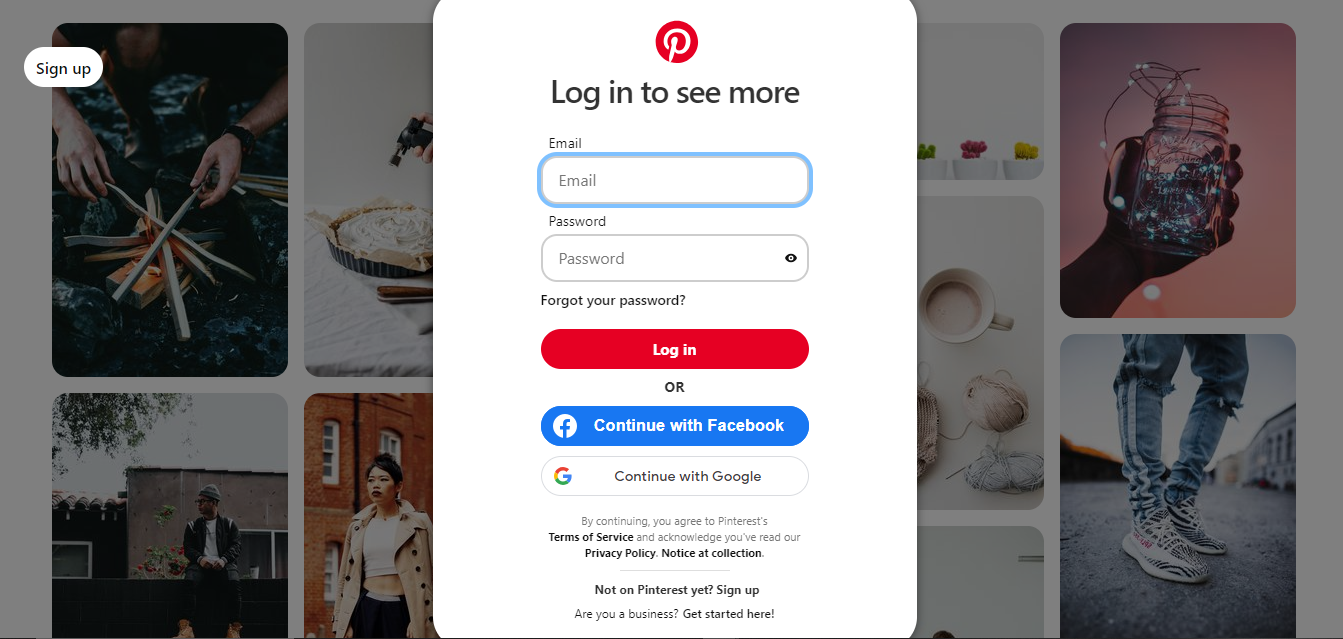 Sign up
Log in to see more
Email
Email
Password
Password
Forgot your password?
Log in
OR
Continue with Facebook
Continue with Google
By continuing, you agree to Pinterest's
Terms of Service and acknowledge you've read our
Privacy Policy. Notice at collection.
Not on Pinterest yet? Sign up
Are you a business? Get started here!